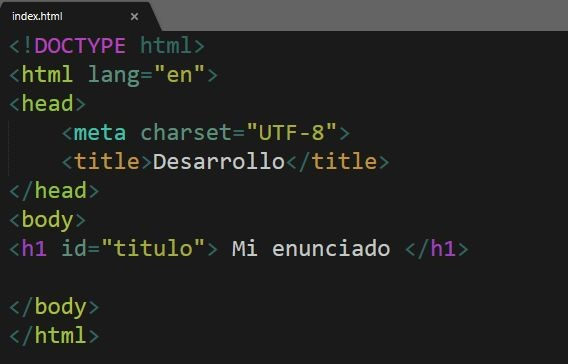 index.html ×
<!DOCTYPE html>
<html lang="en">
<head>
    <meta charset="UTF-8">
    <title>Desarrollo</title>
</head>
<body>
<h1 id="titulo"> Mi enunciado </h1>

</body>
</html>